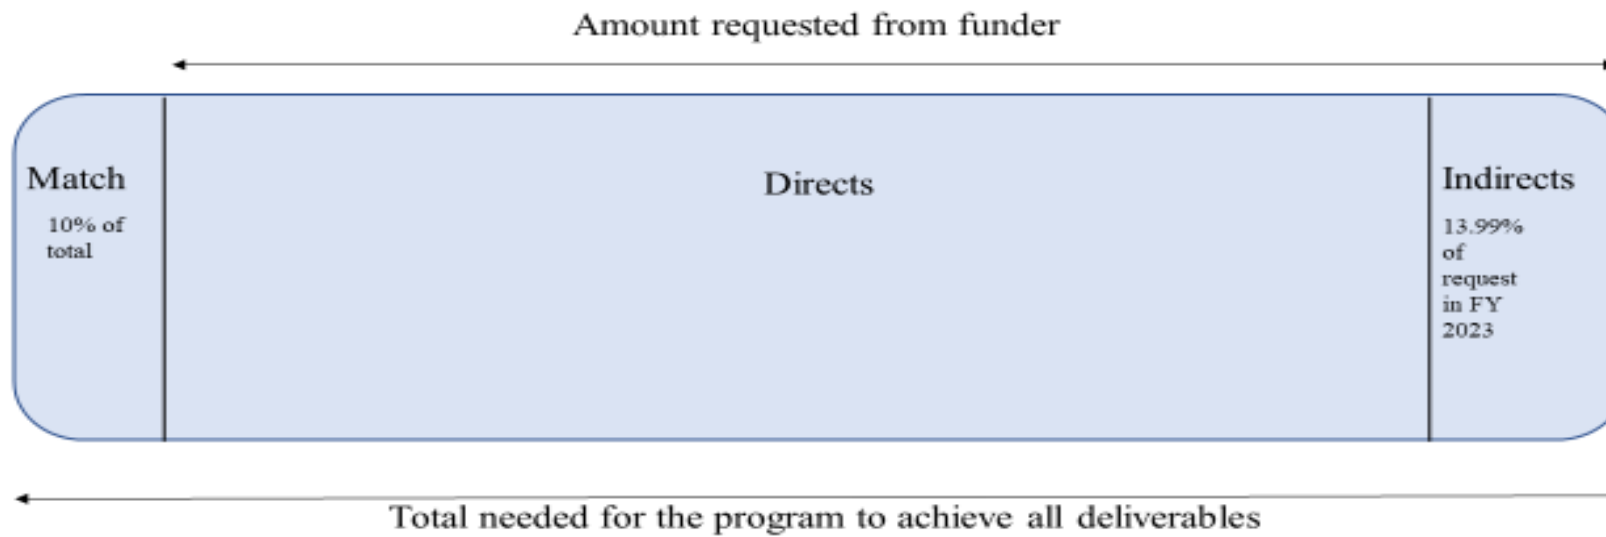 Amount requested from funder
Match
10% of
total
Directs
Indirects
13.99%
of
request
in FY
2023
Total needed for the program to achieve all deliverables